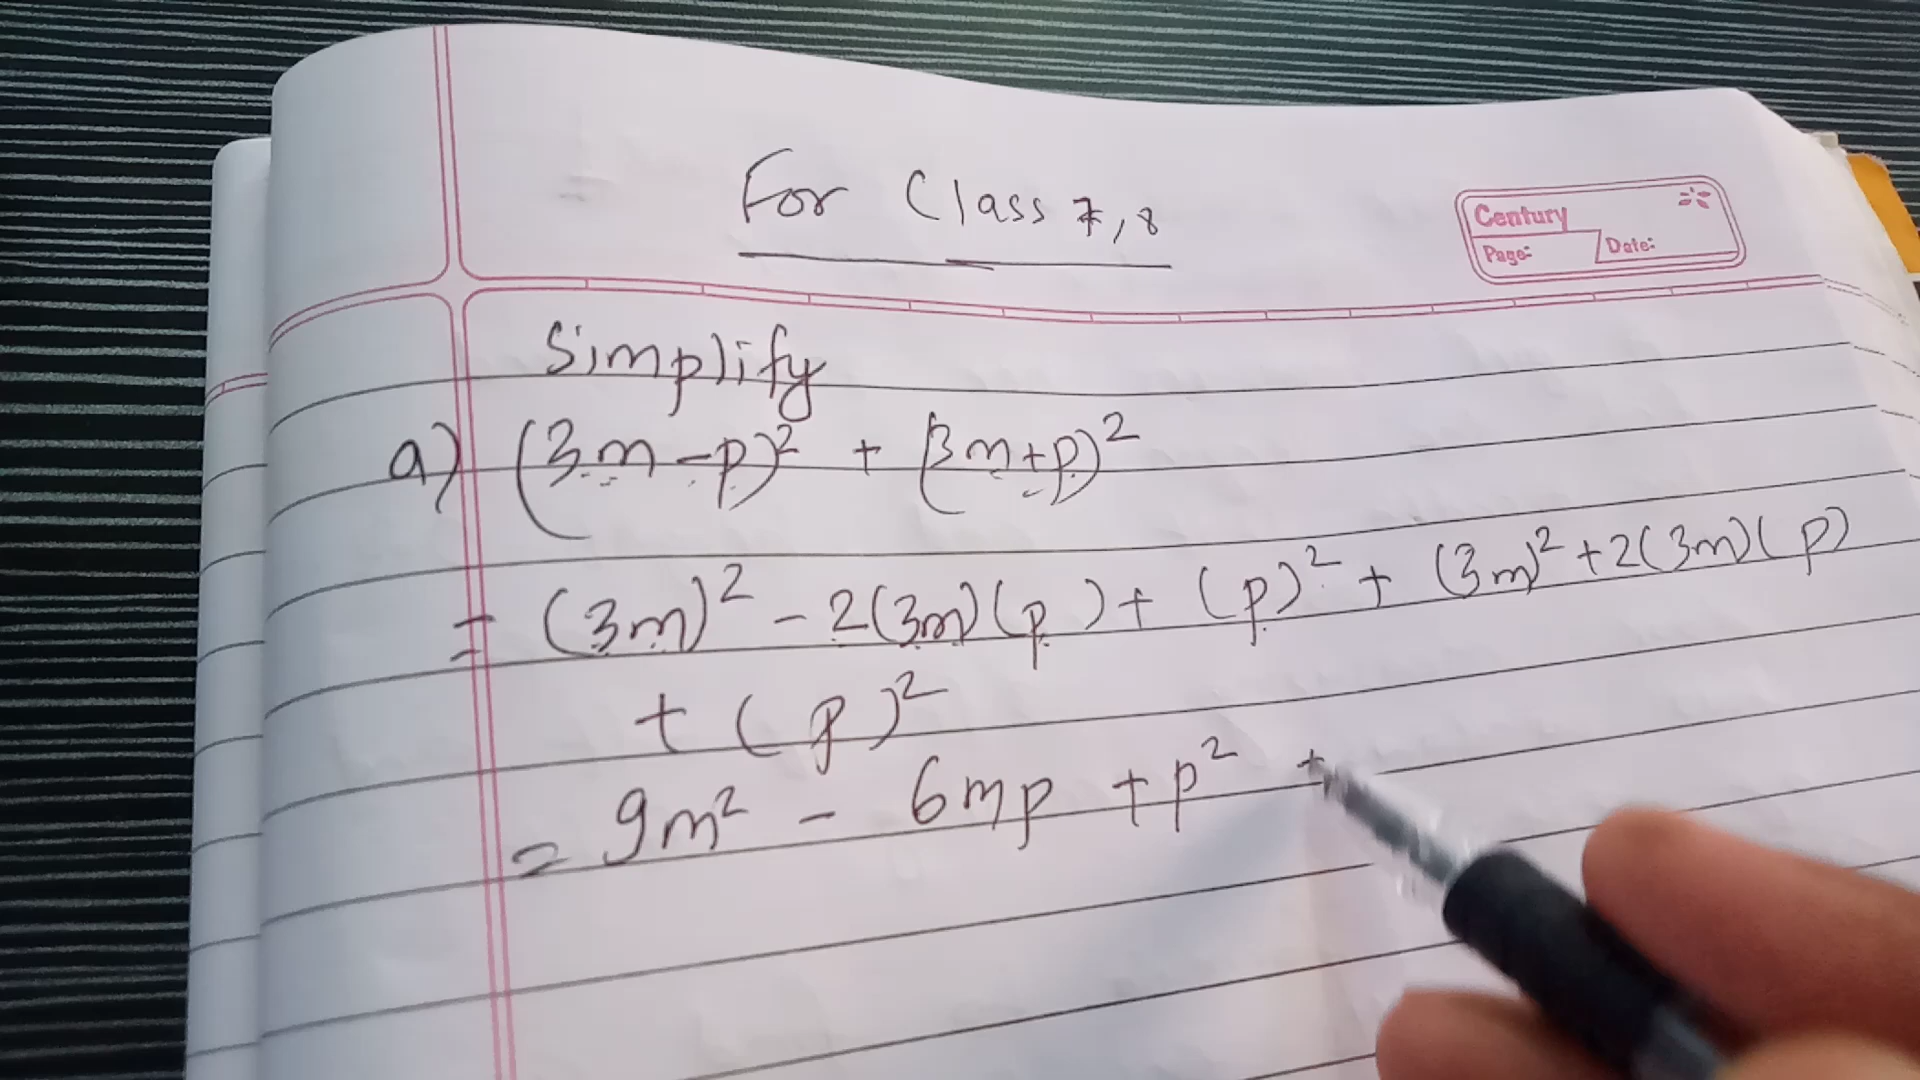 For Class 7,8
Century
Page: Date:
Simplify
a) (3m-p)² + (3m+p)²
= (3m)² - 2(3m)(p) + (p)² + (3m)² + 2(3m)(p)
+ (p)²
= 9m² - 6mp + p² +